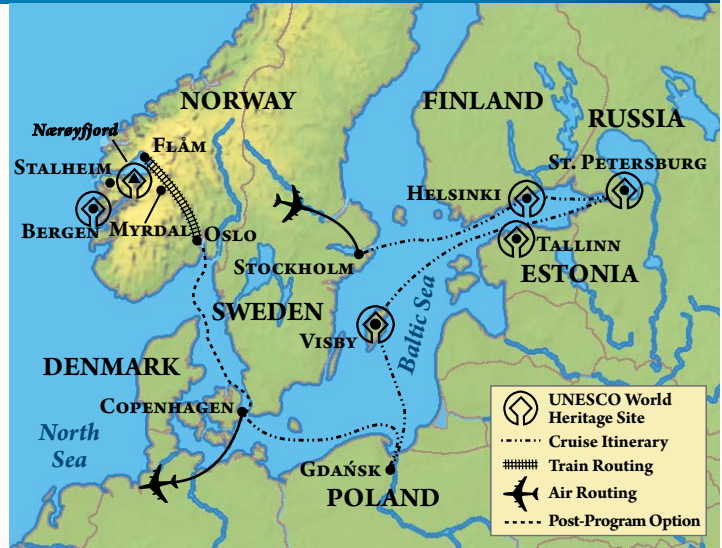 NORWAY
FINLAND
RUSSIA
Nærøyfjord
FLÅM
STALHEIM
ST. PETERSBURG
HELSINKI
BERGEN
MYRDAL
OSLO
TALLINN
STOCKHOLM
ESTONIA
SWEDEN
Baltic Sea
VISBY
DENMARK
COPENHAGEN
North
Sea
GDAŃSK
POLAND
UNESCO World
Heritage Site
Cruise Itinerary
Train Routing
Air Routing
Post-Program Option